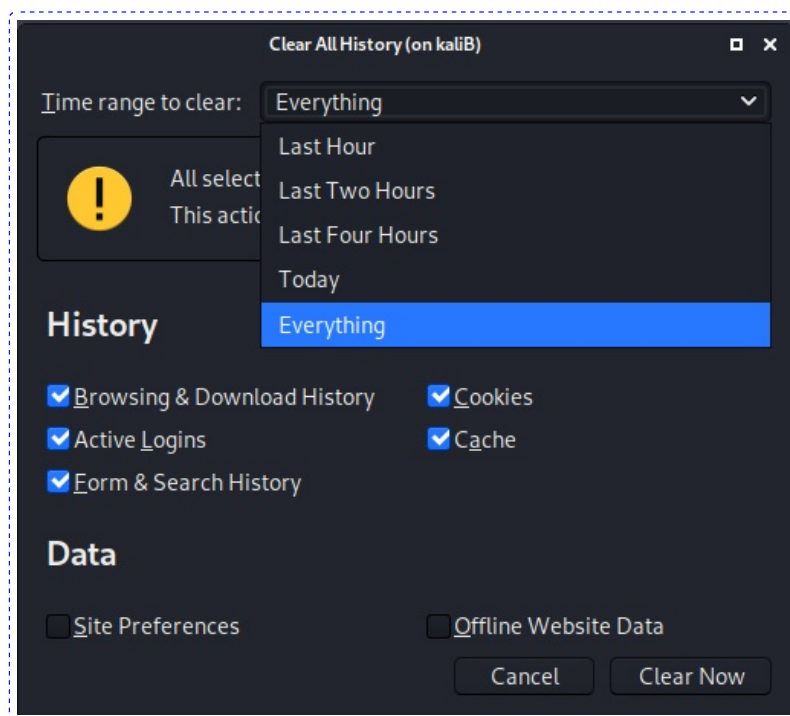 Clear All History (on kaliB)
Time range to clear: Everything
Last Hour
All select
Last Two Hours
This actio
Last Four Hours
Today
Everything
History
Browsing & Download History
Cookies
Active Logins
Cache
Form & Search History
Data
Site Preferences
Offline Website Data
Cancel
Clear Now